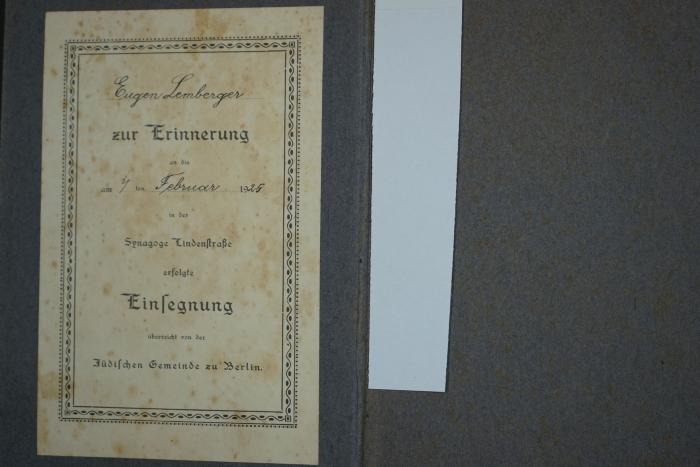 Eugen Lemberger
zur Erinnerung
an die
am 7 ten Februar 1925
in der
Synagoge Lindenstraße
erfolgte
Einsegnung
überreicht von der
Jüdischen Gemeinde zu Berlin.